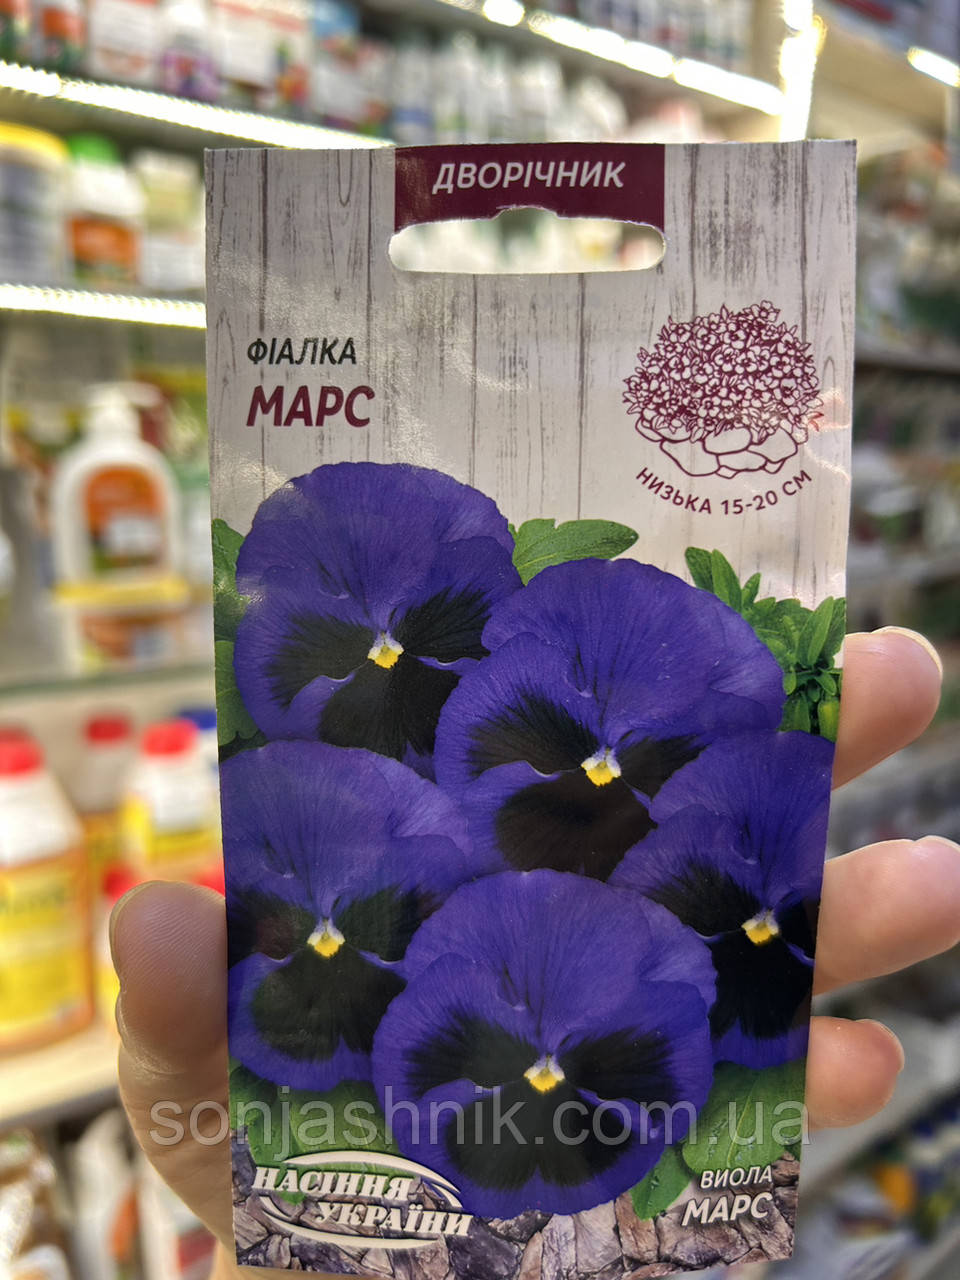 ДВОРІЧНИК
ФІАЛКА
МАРС
НИЗЬКА 15-20 СМ
sonjashnik.com.ua
НАСІННЯ
УКРАЇНИ
ВИОЛА
МАРС